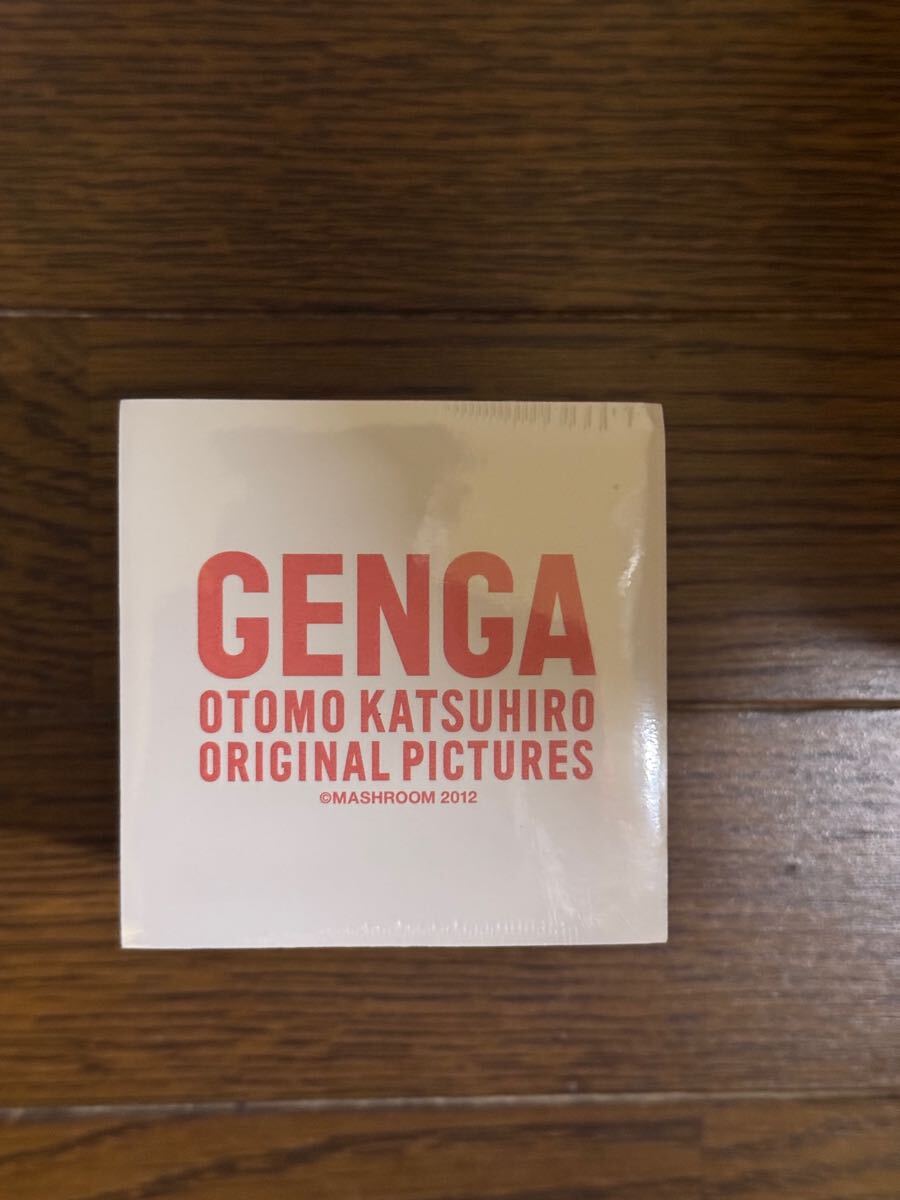 GENGA
OTOMO KATSUHIRO
ORIGINAL PICTURES
©MASHROOM 2012